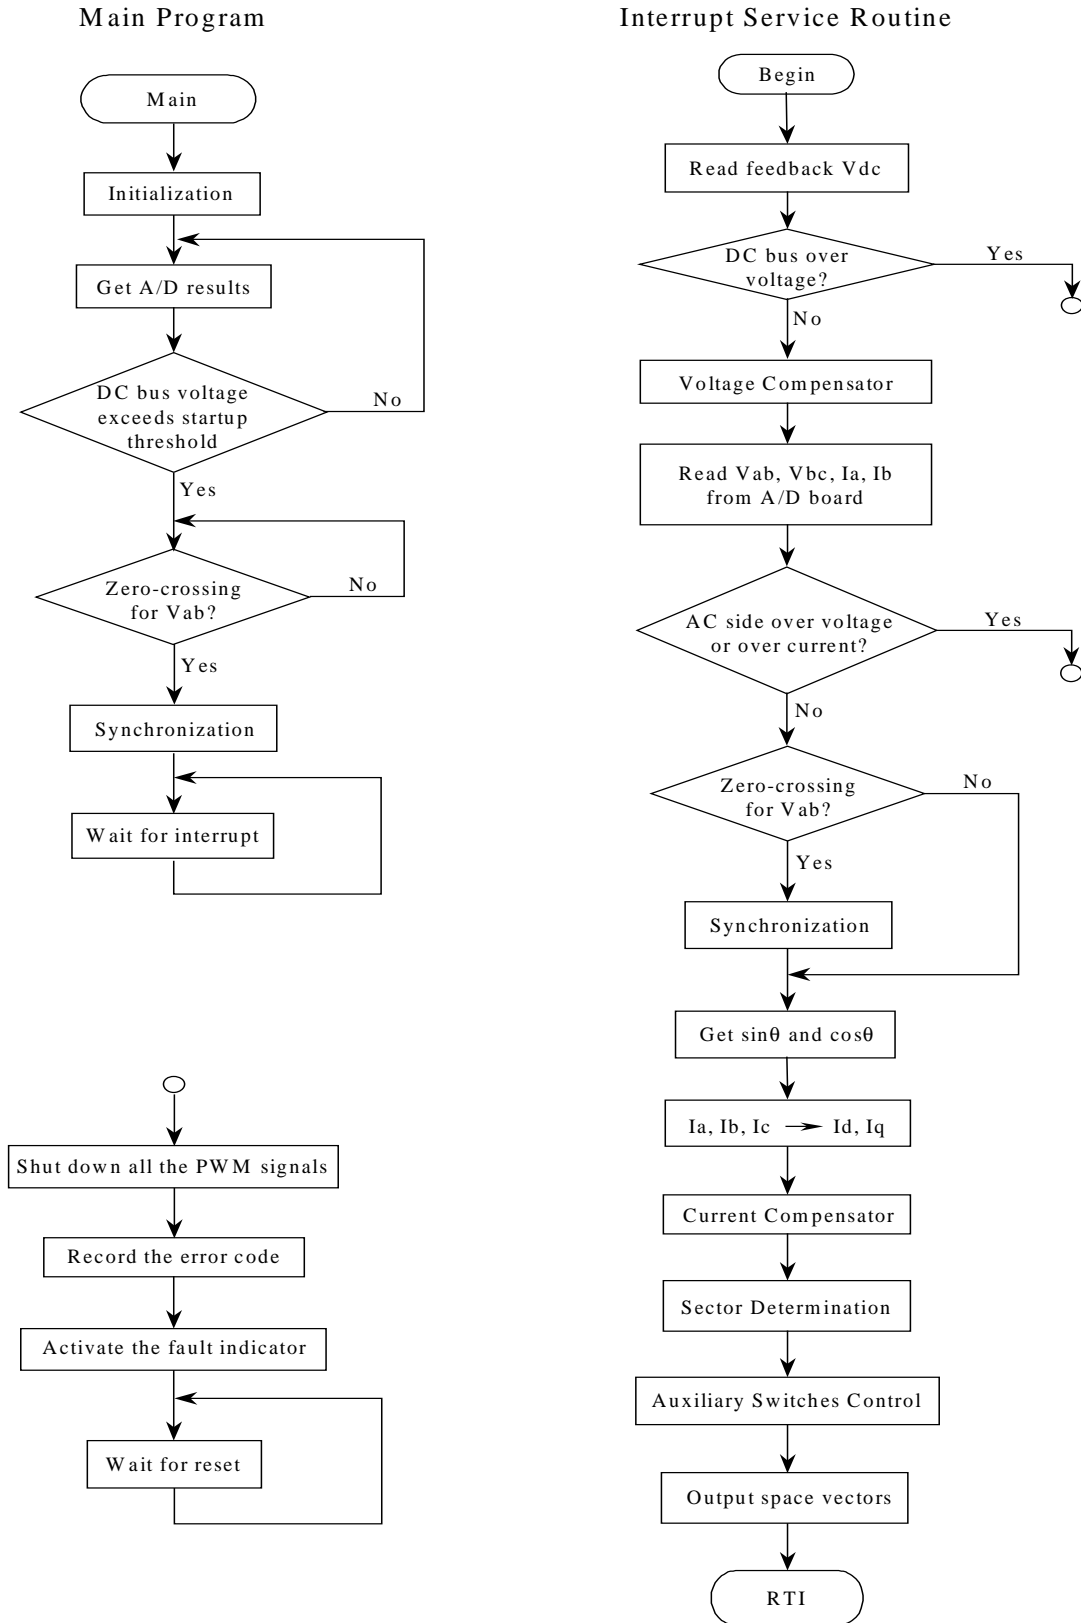 Main Program
Main
Initialization
Get A/D results
DC bus voltage
exceeds startup
threshold
No
Yes
Zero-crossing
for Vab?
No
Yes
Synchronization
Wait for interrupt
Shut down all the PWM signals
Record the error code
Activate the fault indicator
Wait for reset
Interrupt Service Routine
Begin
Read feedback Vdc
DC bus over
voltage?
Yes
No
Voltage Compensator
Read Vab, Vbc, Ia, Ib
from A/D board
AC side over voltage
or over current?
Yes
No
Zero-crossing
for Vab?
No
Yes
Synchronization
Get sinθ and cosθ
Ia, Ib, Ic → Id, Iq
Current Compensator
Sector Determination
Auxiliary Switches Control
Output space vectors
RTI